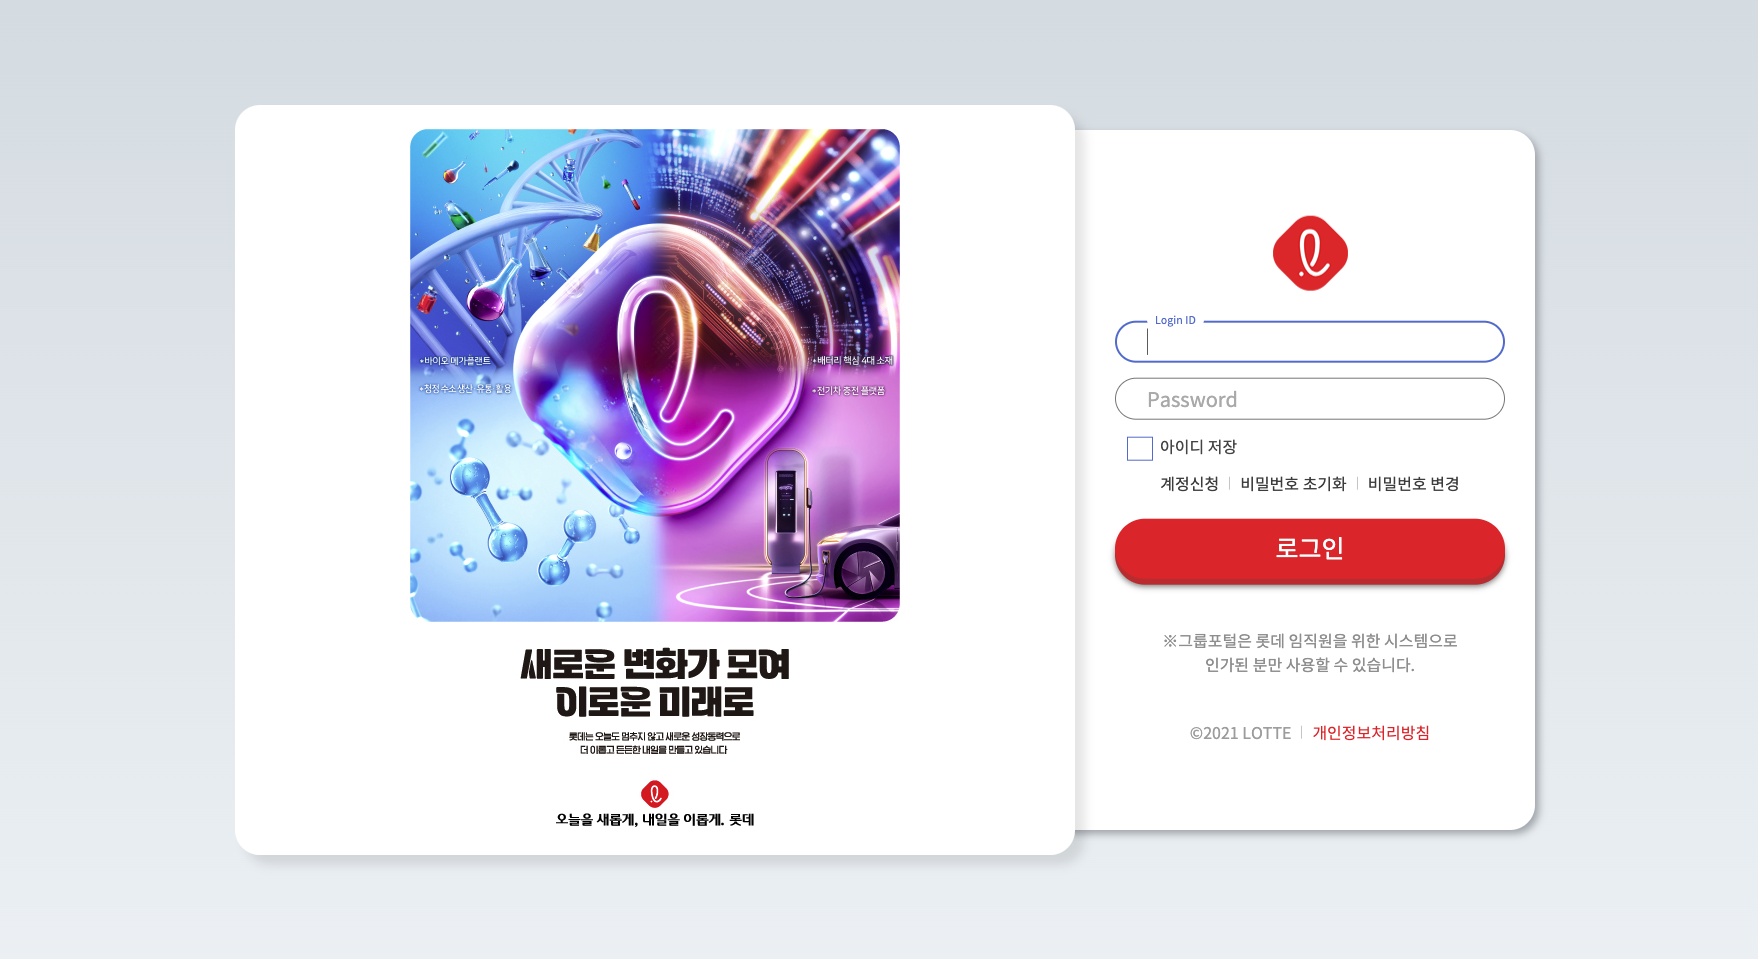 •바이오 메가플랜트
•청정 수소 생산·유통·활용
•배터리 핵심 4대 소재
•전기차 충전 플랫폼
새로운 변화가 모여
이로운 미래로
롯데는 오늘도 멈추지 않고 새로운 성장동력으로
더 이롭고 든든한 내일을 만들고 있습니다
오늘을 새롭게, 내일을 이롭게. 롯데
Login ID
Password
아이디 저장
계정신청 | 비밀번호 초기화 | 비밀번호 변경
로그인
※그룹포털은 롯데 임직원을 위한 시스템으로
인가된 분만 사용할 수 있습니다.
©2021 LOTTE | 개인정보처리방침